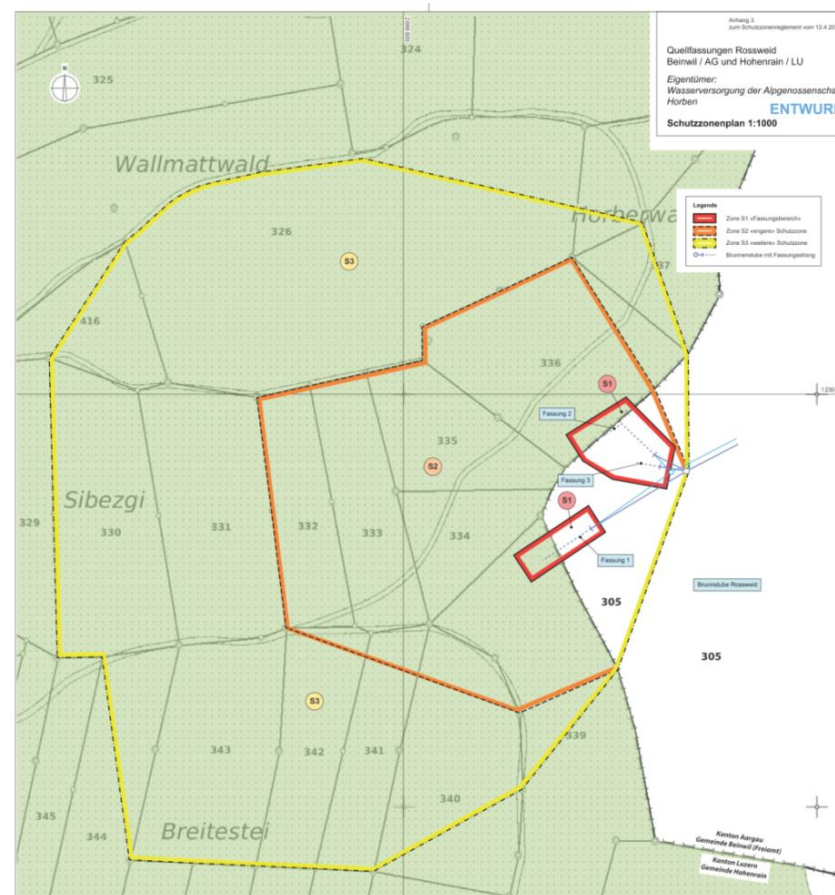 Anhang 3
zum Schutzzonenreglement vom 12.4.20
Quellfassungen Rossweid
Beinwil / AG und Hohenrain / LU
Eigentümer:
Wasserversorgung der Alpgenossenscha
Horben
ENTWUR
Schutzzonenplan 1:1000
Legende
Zone S1 «Fassungsbereich»
Zone S2 «engere» Schutzzone
Zone S3 «weitere» Schutzzone
Brunnenstube mit Fassungsstrang
N
324
325
Wallmattwald
Horberwa
326
S3
37
416
336
S1
Fassung 2
335
S2
Fassung 3
Sibezgi
S1
329
330
331
332
333
334
Fassung 1
Brunnstube Rossweid
305
305
S3
343
342
341
339
340
345
344
Breitestei
Kanton Aargau
Gemeinde Beinwil (Freiamt)
Kanton Luzern
Gemeinde Hohenrain